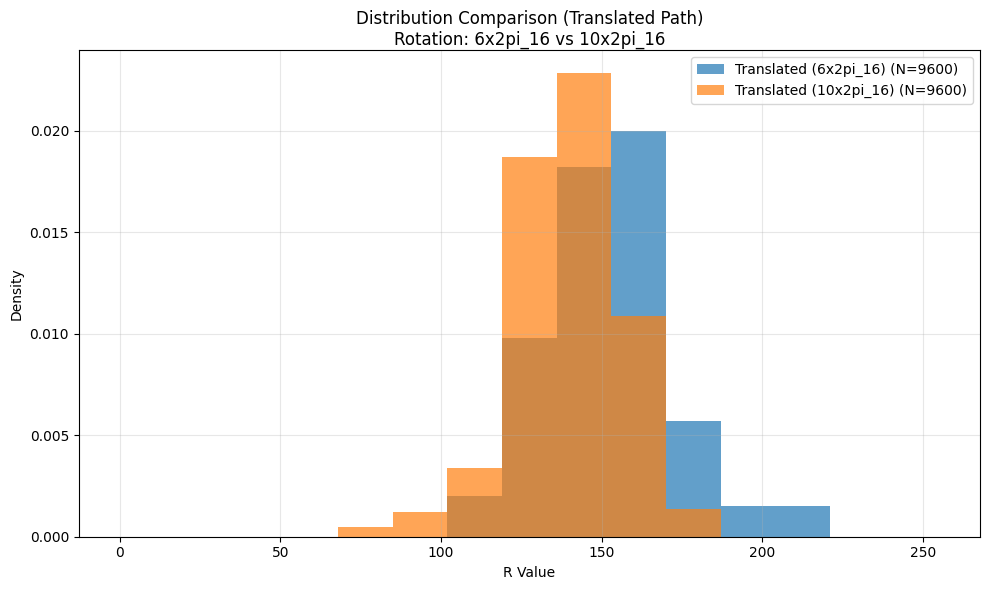 Distribution Comparison (Translated Path)
Rotation: 6x2pi_16 vs 10x2pi_16
Translated (6x2pi_16) (N=9600)
Translated (10x2pi_16) (N=9600)
Density
0.020
0.015
0.010
0.005
0.000
0 50 100 150 200 250
R Value